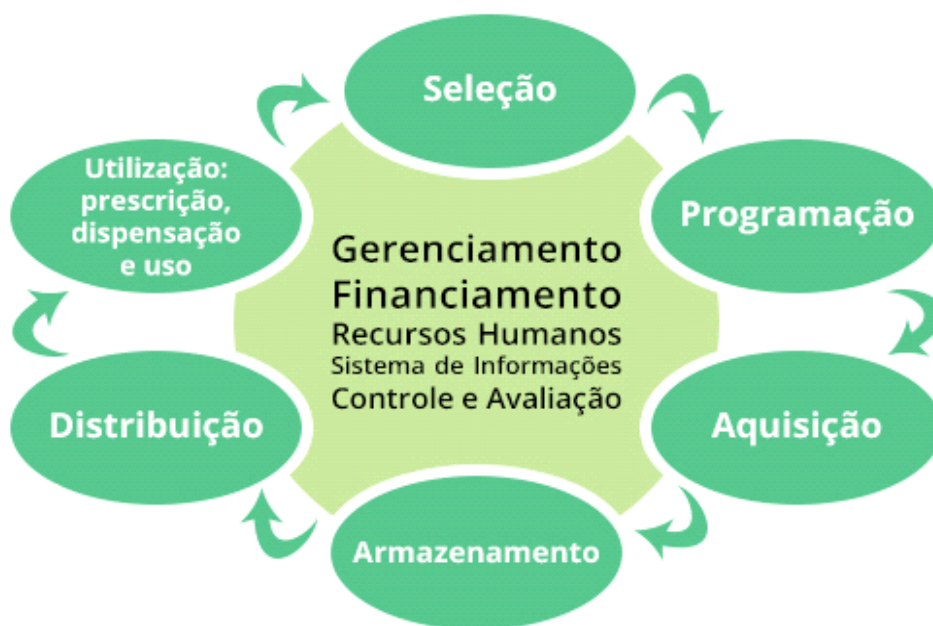 Seleção
Programação
Aquisição
Armazenamento
Distribuição
Utilização:
prescrição,
dispensação
e uso
Gerenciamento
Financiamento
Recursos Humanos
Sistema de Informações
Controle e Avaliação